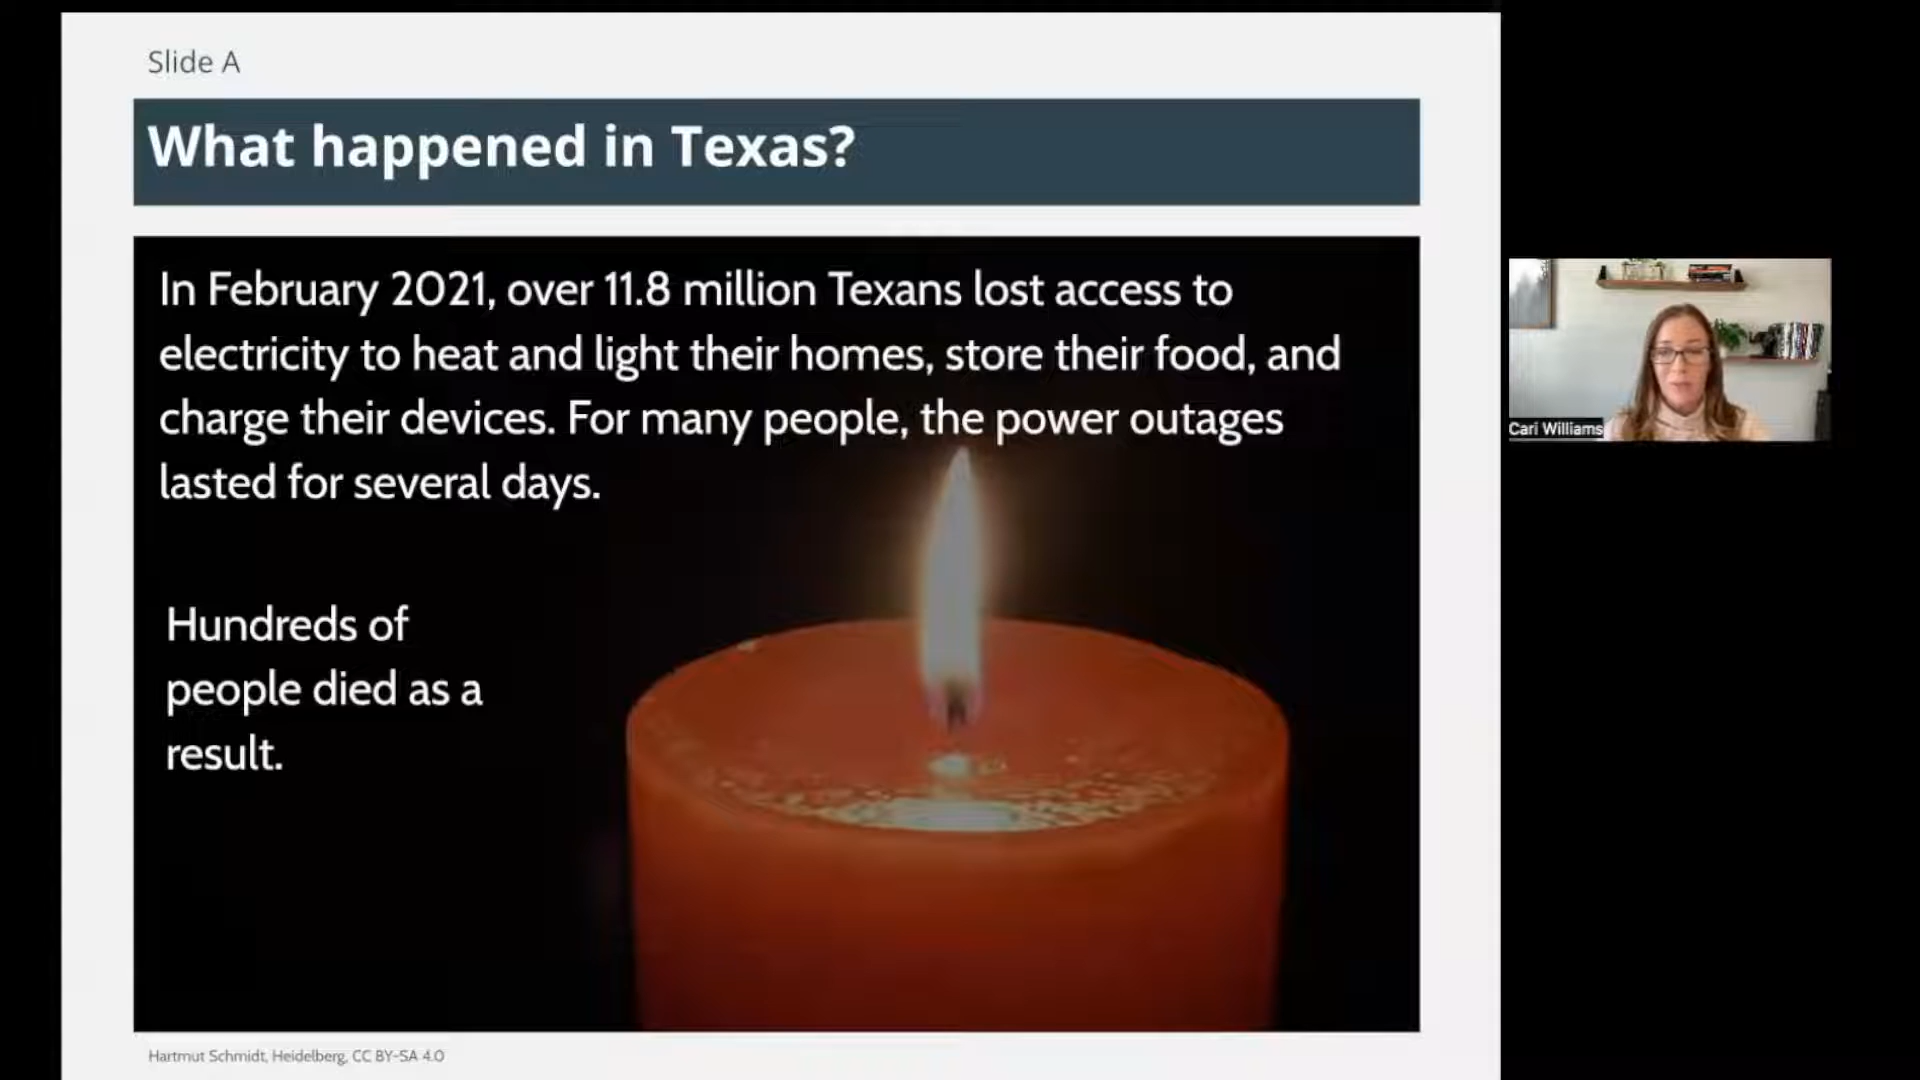 Slide A
What happened in Texas?
In February 2021, over 11.8 million Texans lost access to
electricity to heat and light their homes, store their food, and
charge their devices. For many people, the power outages
lasted for several days.
Hundreds of
people died as a
result.
Cari Williams
Hartmut Schmidt, Heidelberg, CC BY-SA 4.0